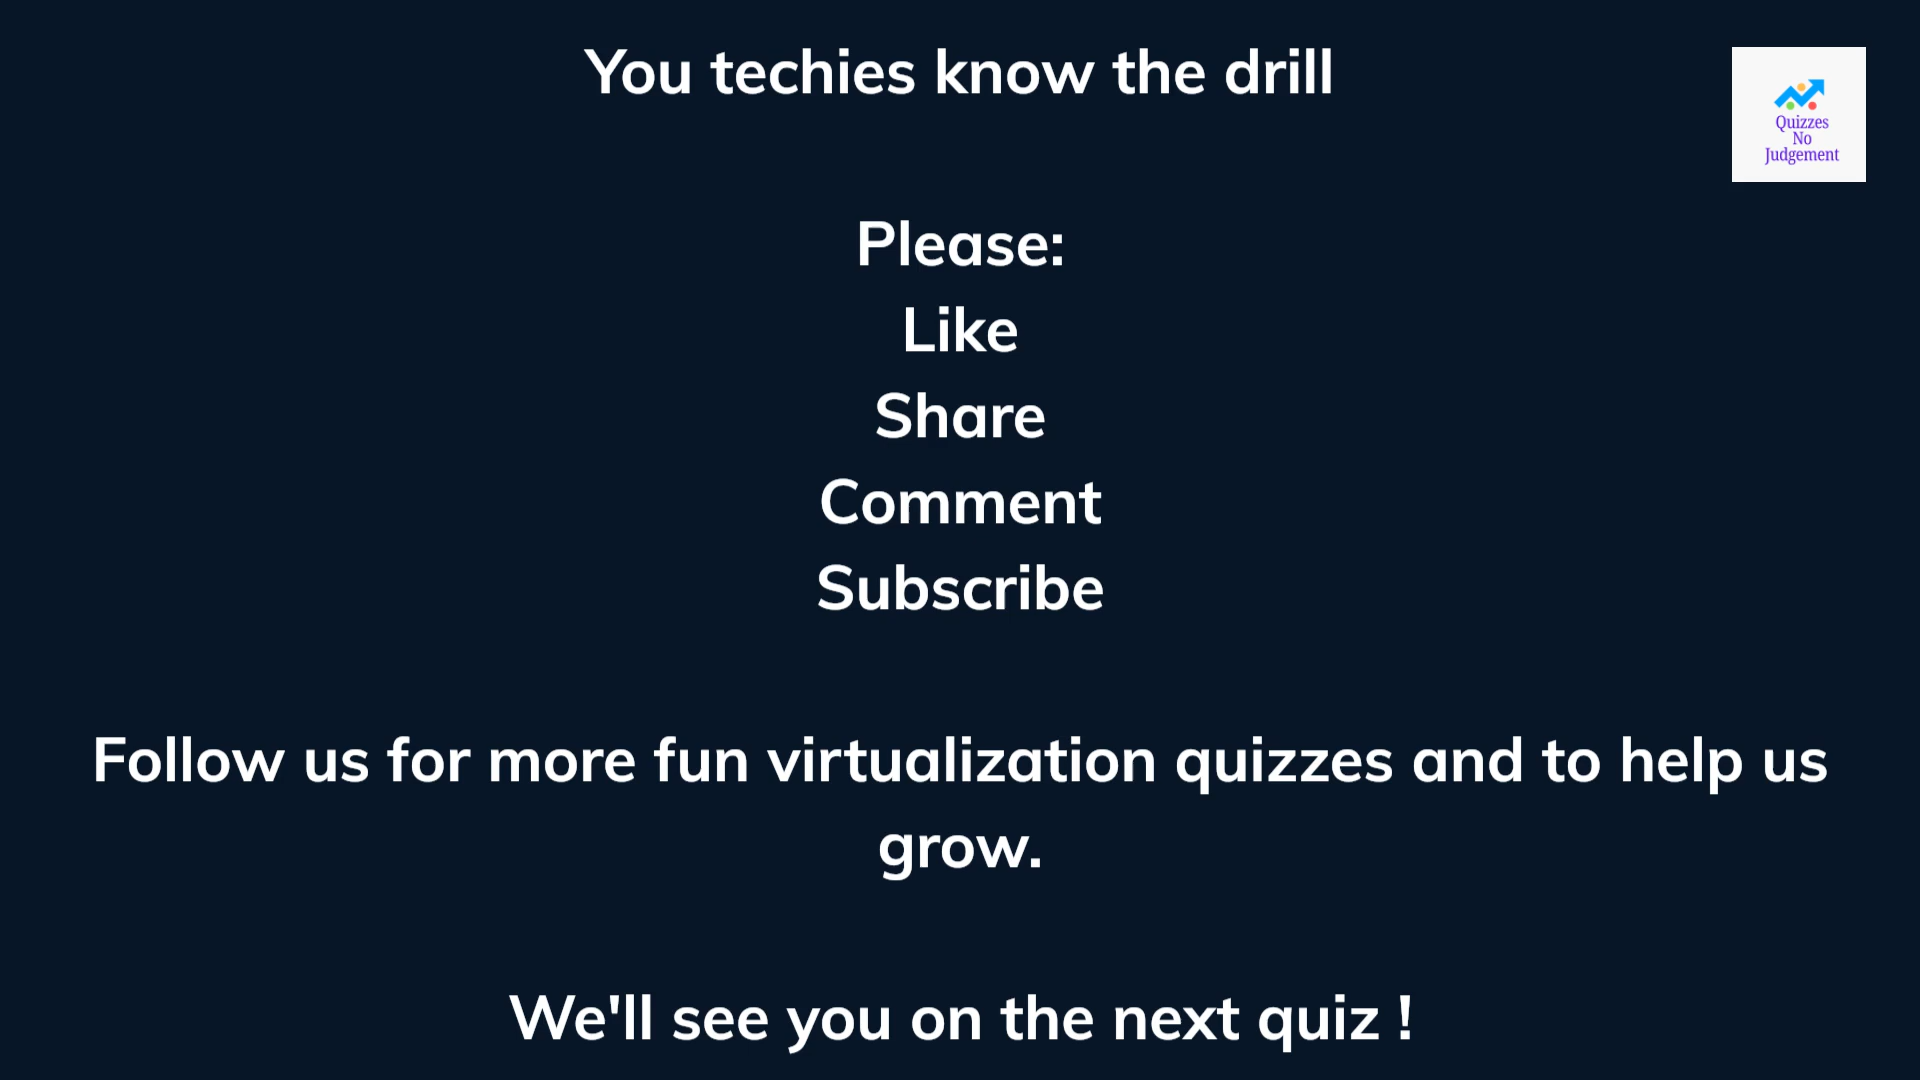 You techies know the drill
Quizzes
No
Judgement
Please:
Like
Share
Comment
Subscribe
Follow us for more fun virtualization quizzes and to help us
grow.
We'll see you on the next quiz !